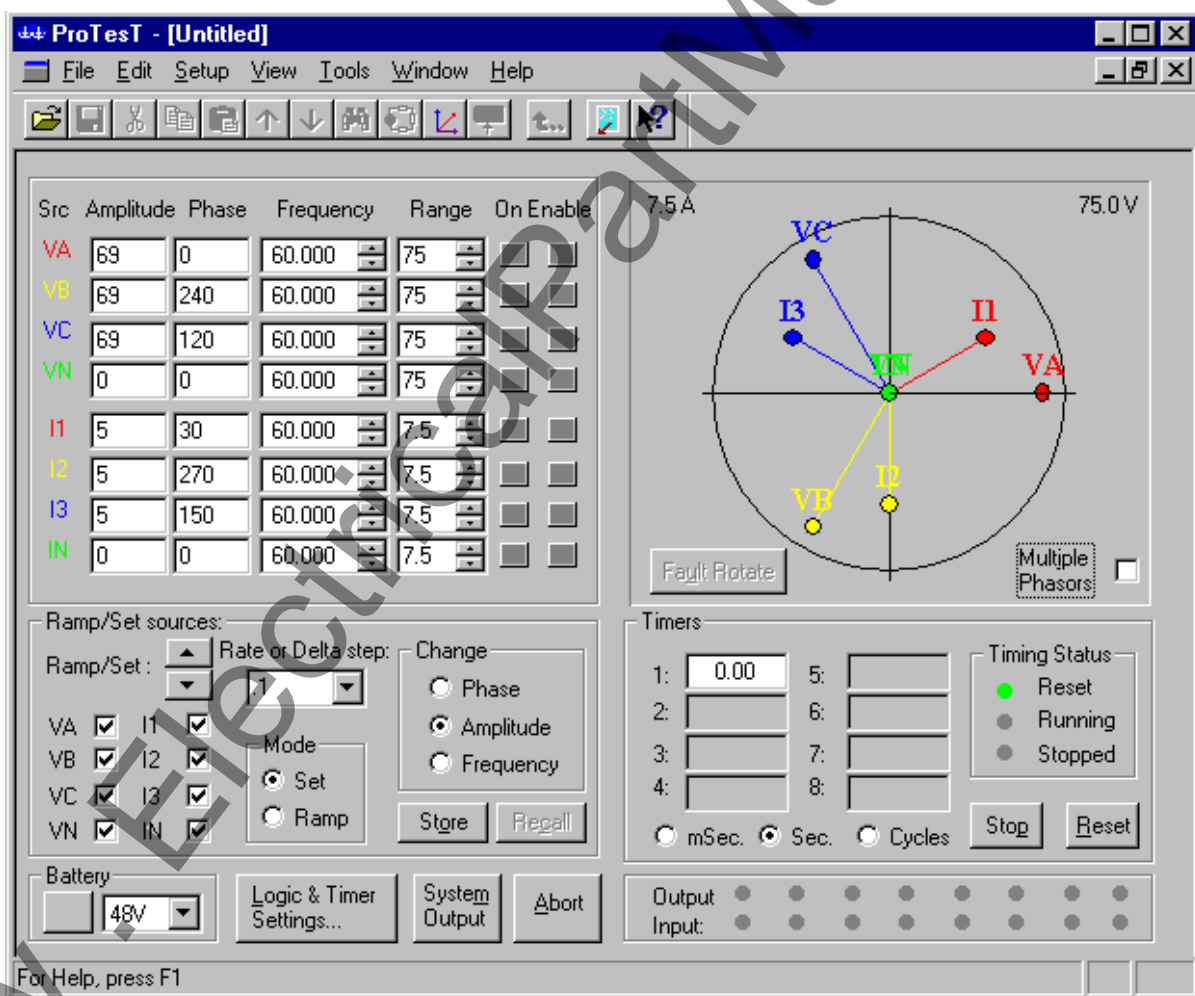 ProTesT - [Untitled]
File Edit Setup View Tools Window Help
Src Amplitude Phase Frequency Range On Enable
VA 69 0 60.000 75
VB 69 240 60.000 75
VC 69 120 60.000 75
VN 0 0 60.000 75
I1 5 30 60.000 7.5
I2 5 270 60.000 7.5
I3 5 150 60.000 7.5
IN 0 0 60.000 7.5
7.5 A 75.0 V
VC
I3 I1
VA
I2
VB
Fault Rotate
Multiple
Phasors
Ramp/Set sources:
Ramp/Set :
Rate or Delta step:
.1
VA I1
VB I2
VC I3
VN IN
Mode
Set
Ramp
Change
Phase
Amplitude
Frequency
Store Recall
Timers
1: 0.00 5:
2: 6:
3: 7:
4: 8:
mSec. Sec. Cycles
Timing Status
Reset
Running
Stopped
Stop Reset
Battery
48V
Logic & Timer
Settings...
System
Output
Abort
Output
Input:
For Help, press F1